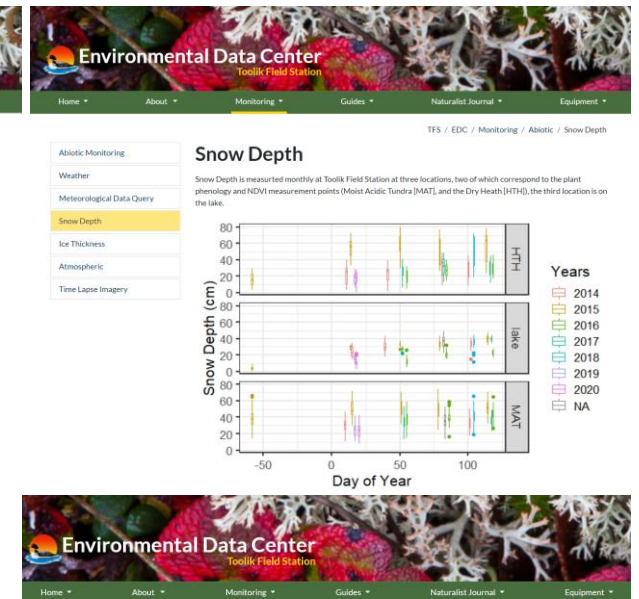 Environmental Data Center
Toolik Field Station
Home
About
Monitoring
Guides
Naturalist Journal
Equipment
TFS / EDC / Monitoring / Abiotic / Snow Depth
Abiotic Monitoring
Weather
Meteorological Data Query
Snow Depth
Ice Thickness
Atmospheric
Time Lapse Imagery
Snow Depth
Snow Depth is measurted monthly at Toolik Field Station at three locations, two of which correspond to the plant
phenology and NDVI measurement points (Moist Acidic Tundra [MAT], and the Dry Heath [HTH]), the third location is on
the lake.
Snow Depth (cm)
80
60
40
20
0
HTH
80
60
40
20
0
lake
80
60
40
20
0
MAT
-50
0
50
100
Day of Year
Years
2014
2015
2016
2017
2018
2019
2020
NA
Environmental Data Center
Toolik Field Station
Home
About
Monitoring
Guides
Naturalist Journal
Equipment